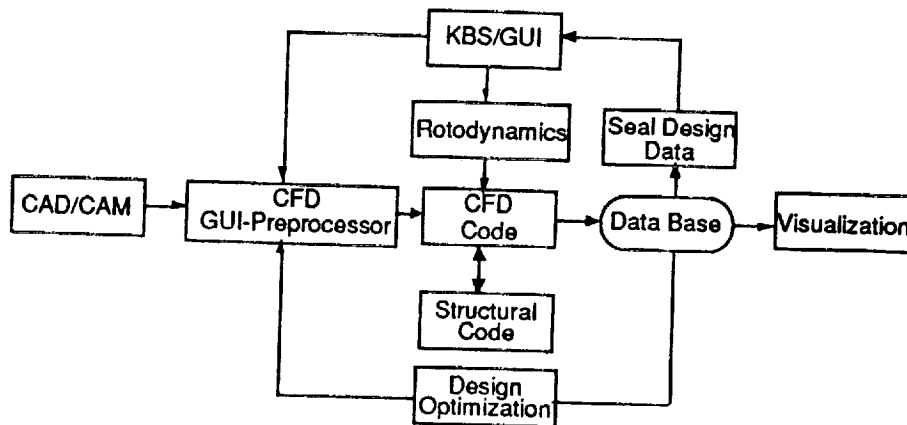 KBS/GUI
Rotodynamics
Seal Design
Data
CAD/CAM
CFD
GUI-Preprocessor
CFD
Code
Data Base
Visualization
Structural
Code
Design
Optimization